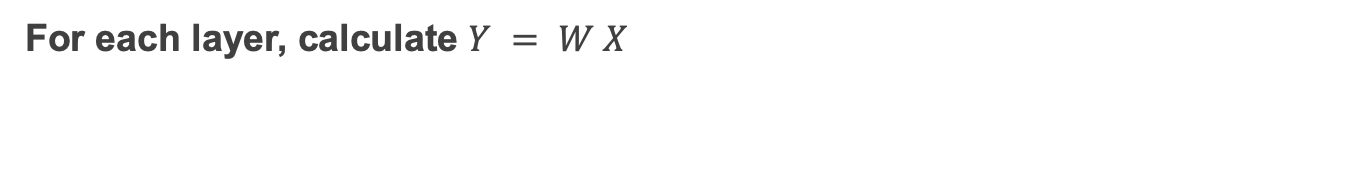 For each layer, calculate Y = W X